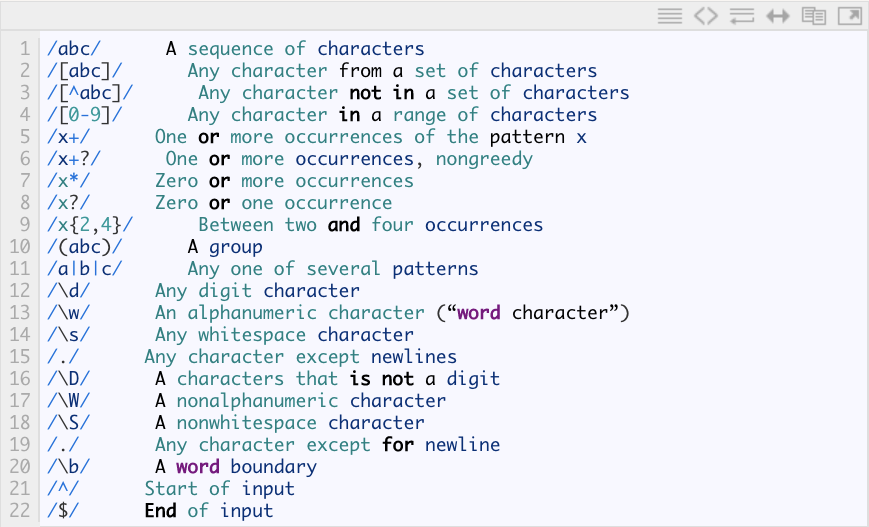 1 /abc/ A sequence of characters
2 /[abc]/ Any character from a set of characters
3 /[^abc]/ Any character not in a set of characters
4 /[0-9]/ Any character in a range of characters
5 /x+/ One or more occurrences of the pattern x
6 /x+?/ One or more occurrences, nongreedy
7 /x*/ Zero or more occurrences
8 /x?/ Zero or one occurrence
9 /x{2,4}/ Between two and four occurrences
10 /(abc)/ A group
11 /a|b|c/ Any one of several patterns
12 /\d/ Any digit character
13 /\w/ An alphanumeric character (“word character”)
14 /\s/ Any whitespace character
15 /./ Any character except newlines
16 /\D/ A characters that is not a digit
17 /\W/ A nonalphanumeric character
18 /\S/ A nonwhitespace character
19 /./ Any character except for newline
20 /\b/ A word boundary
21 /^/ Start of input
22 /$/ End of input